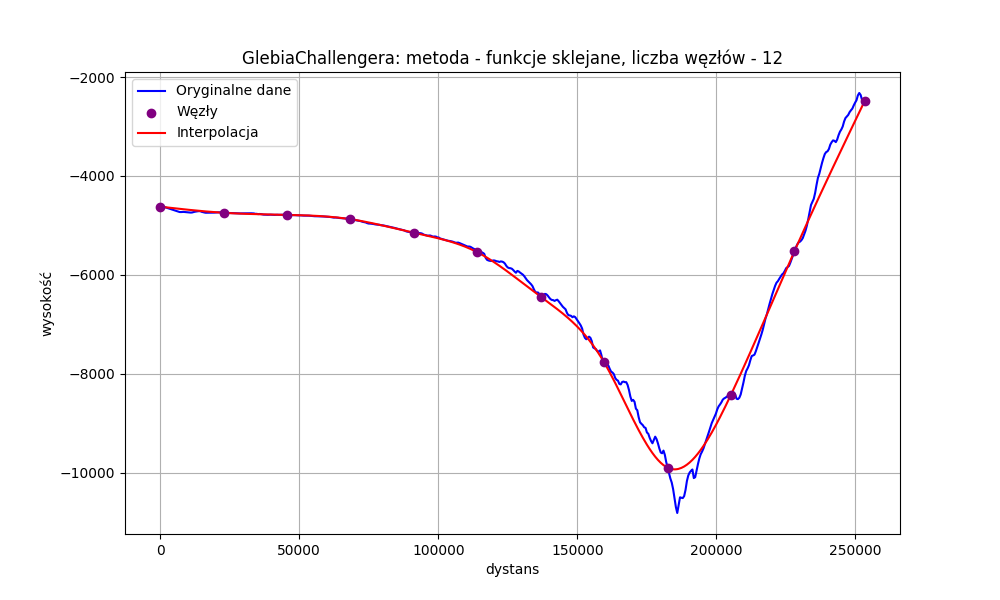 GlebiaChallengera: metoda - funkcje sklejane, liczba węzłów - 12
Oryginalne dane
Węzły
Interpolacja
−2000
−4000
−6000
−8000
−10000
wysokość
0
50000
100000
150000
200000
250000
dystans